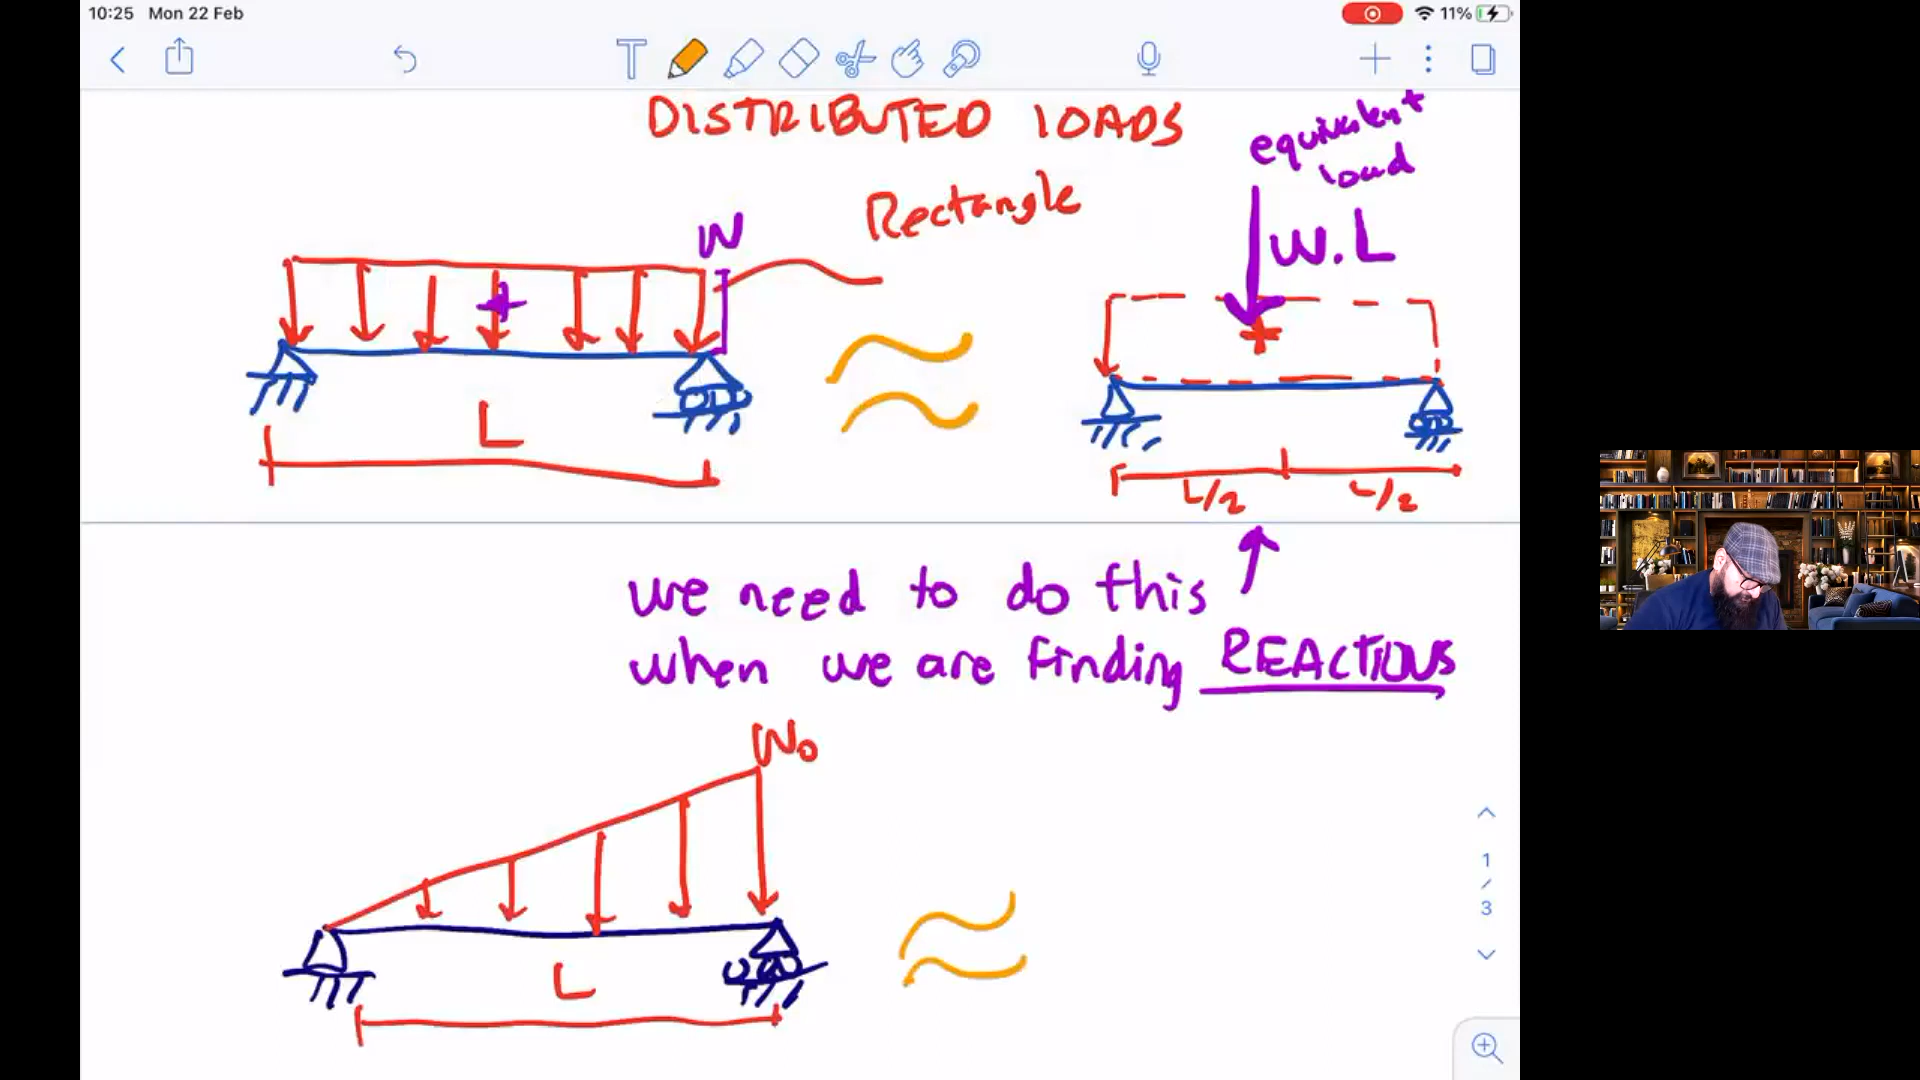 10:25 Mon 22 Feb
11%
T
DISTRIBUTED LOADS
equivalent
load
Rectangle
W
W.L
L
L/2
L/2
we need to do this
when we are finding REACTIONS
Wo
L
1
/
3